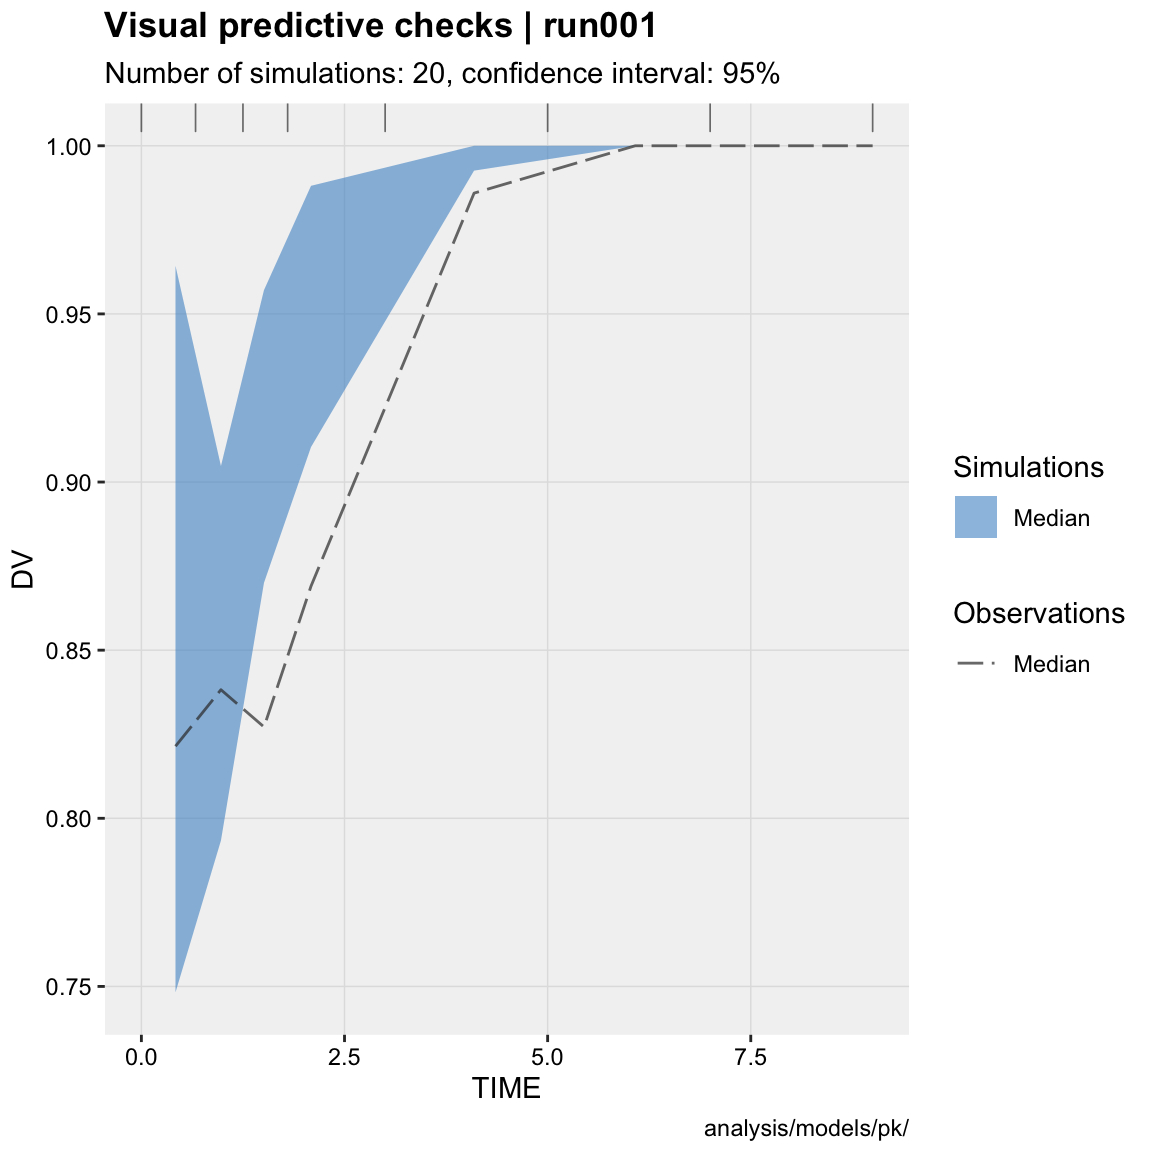 Visual predictive checks | run001
Number of simulations: 20, confidence interval: 95%
1.00
0.95
0.90
0.85
0.80
0.75
DV
0.0 2.5 5.0 7.5
TIME
Simulations
Median
Observations
Median
analysis/models/pk/